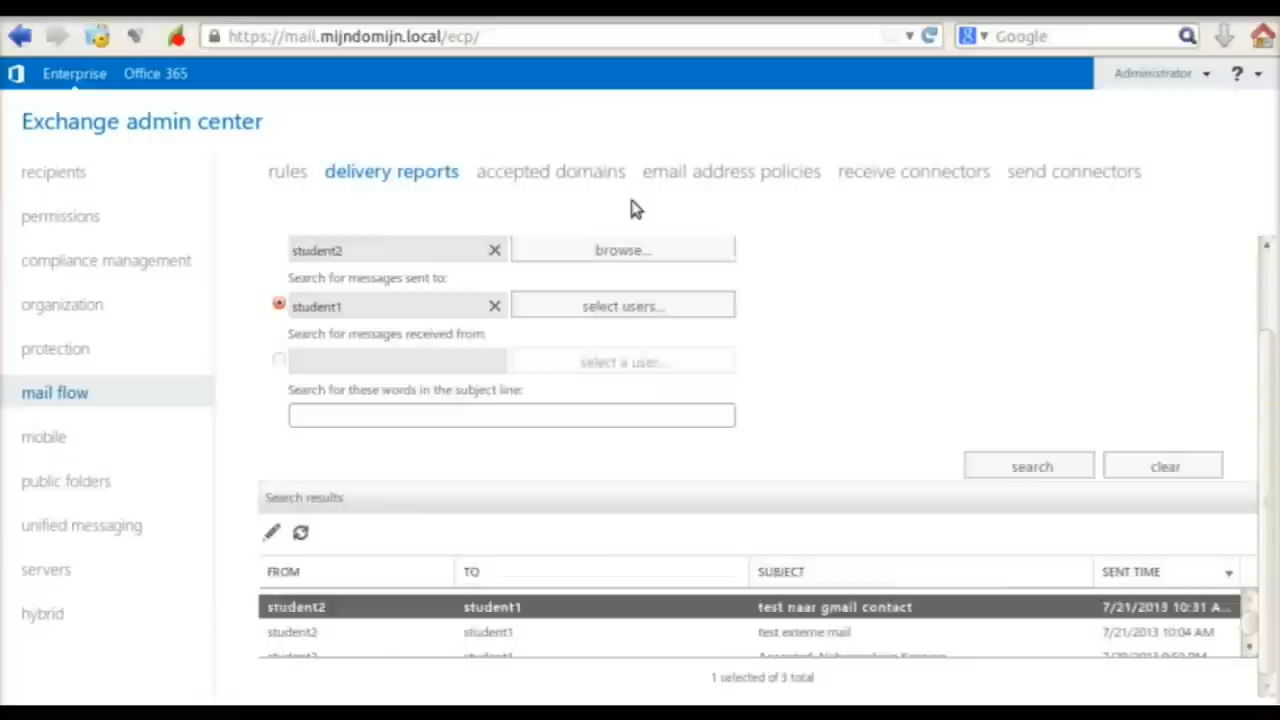 https://mail.mijndomijn.local/ecp/
Google
Enterprise Office 365
Administrator ?
Exchange admin center
recipients
permissions
compliance management
organization
protection
mail flow
mobile
public folders
unified messaging
servers
hybrid
rules delivery reports accepted domains email address policies receive connectors send connectors
student2 browse...
Search for messages sent to:
student1 select users...
Search for messages received from:
select a user...
Search for these words in the subject line:
search clear
Search results
FROM TO SUBJECT SENT TIME
student2 student1 test naar gmail contact 7/21/2013 10:31 A...
student2 student1 test externe mail 7/21/2013 10:04 AM
student2 student1 Accepted:
1 selected of 3 total